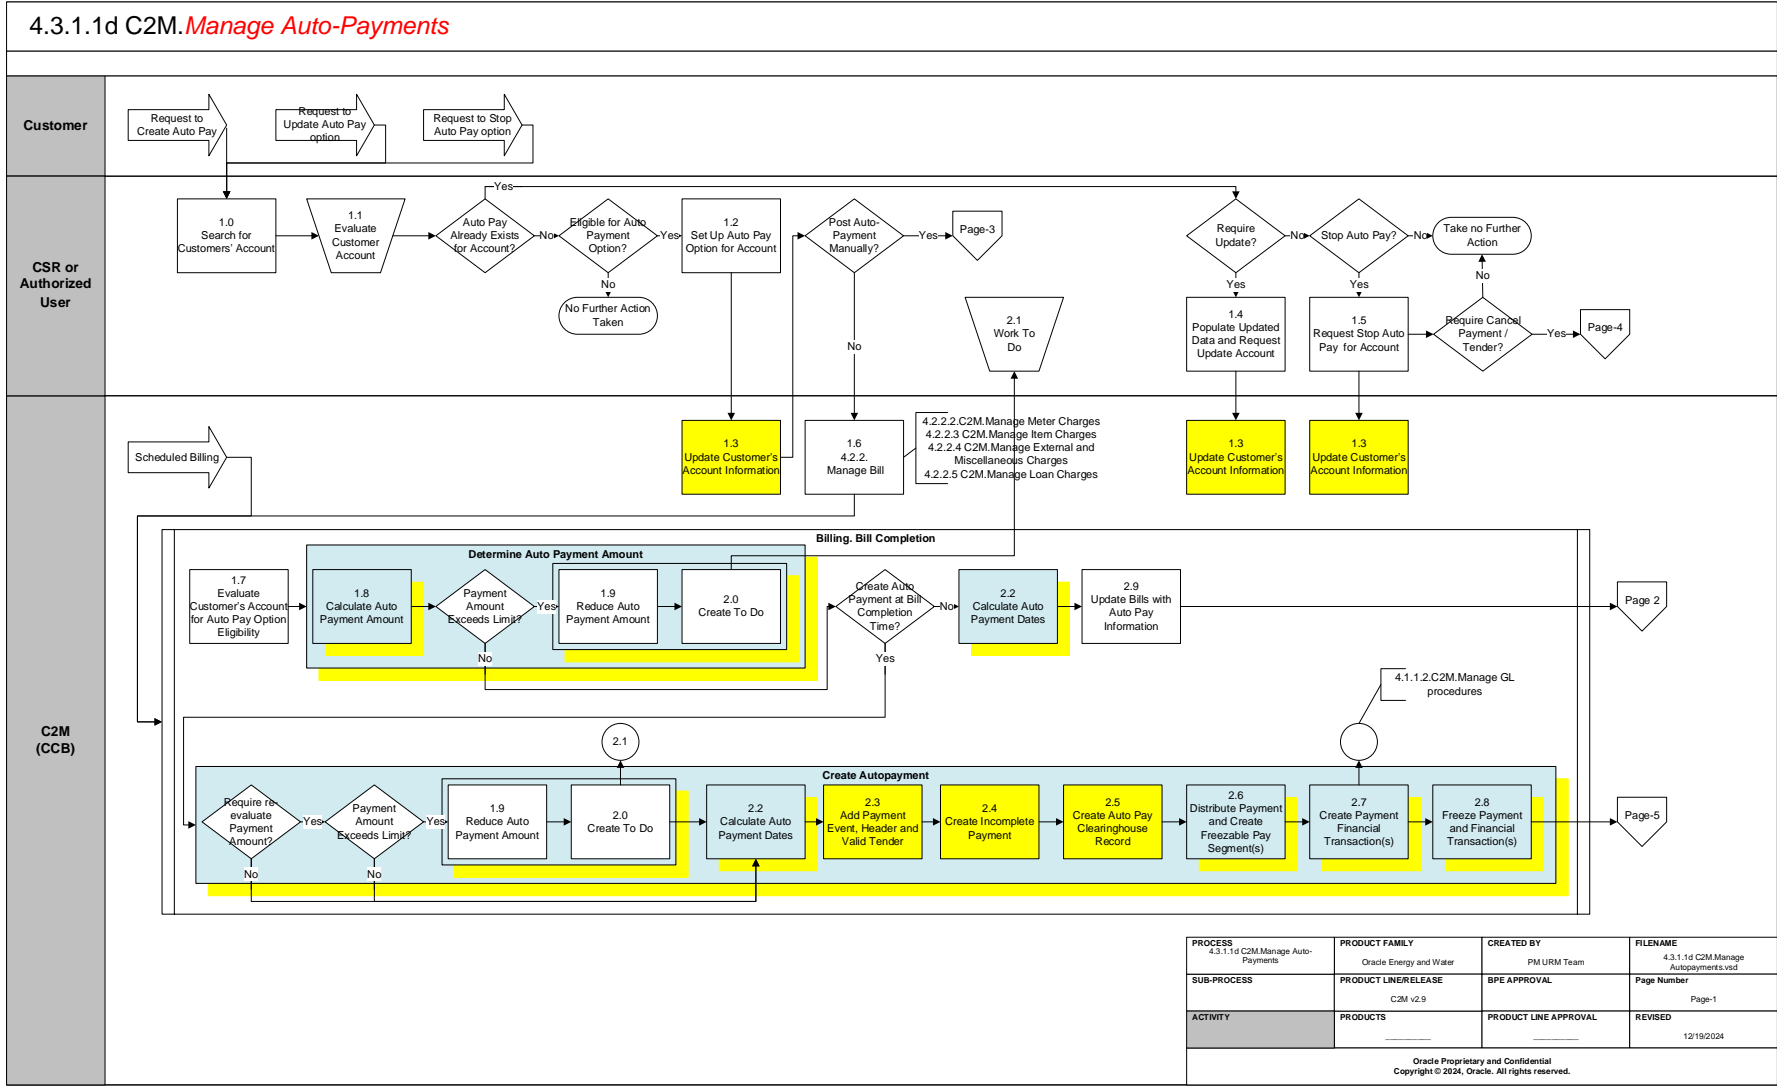 4.3.1.1d C2M.Manage Auto-Payments
Customer
Request to
Create Auto Pay
Request to
Update Auto Pay
option
Request to Stop
Auto Pay option
CSR or
Authorized
User
1.0
Search for
Customers' Account
1.1
Evaluate
Customer
Account
Auto Pay
Already Exists
for Account?
Yes
No
Eligible for Auto
Payment
Option?
Yes
No
No Further Action
Taken
1.2
Set Up Auto Pay
Option for Account
Post Auto-
Payment
Manually?
Yes
No
Page-3
2.1
Work To
Do
Require
Update?
No
Yes
Stop Auto Pay?
No
Yes
Take no Further
Action
No
1.4
Populate Updated
Data and Request
Update Account
1.5
Request Stop Auto
Pay for Account
Require Cancel
Payment /
Tender?
Yes
Page-4
C2M
(CCB)
Scheduled Billing
1.3
Update Customer's
Account Information
1.6
4.2.2.
Manage Bill
4.2.2.2.C2M.Manage Meter Charges
4.2.2.3 C2M.Manage Item Charges
4.2.2.4 C2M.Manage External and
Miscellaneous Charges
4.2.2.5 C2M.Manage Loan Charges
1.3
Update Customer's
Account Information
1.3
Update Customer's
Account Information
Billing. Bill Completion
Determine Auto Payment Amount
1.7
Evaluate
Customer's Account
for Auto Pay Option
Eligibility
1.8
Calculate Auto
Payment Amount
Payment
Amount
Exceeds Limit?
Yes
No
1.9
Reduce Auto
Payment Amount
2.0
Create To Do
Create Auto
Payment at Bill
Completion
Time?
No
Yes
2.2
Calculate Auto
Payment Dates
2.9
Update Bills with
Auto Pay
Information
Page 2
4.1.1.2.C2M.Manage GL
procedures
2.1
Create Autopayment
Require re-
evaluate
Payment
Amount?
Yes
No
Payment
Amount
Exceeds Limit?
Yes
No
1.9
Reduce Auto
Payment Amount
2.0
Create To Do
2.2
Calculate Auto
Payment Dates
2.3
Add Payment
Event, Header and
Valid Tender
2.4
Create Incomplete
Payment
2.5
Create Auto Pay
Clearinghouse
Record
2.6
Distribute Payment
and Create
Freezable Pay
Segment(s)
2.7
Create Payment
Financial
Transaction(s)
2.8
Freeze Payment
and Financial
Transaction(s)
Page-5
PROCESS
4.3.1.1d C2M.Manage Auto-
Payments
PRODUCT FAMILY
Oracle Energy and Water
CREATED BY
PM URM Team
FILENAME
4.3.1.1d C2M.Manage
Autopayments.vsd
SUB-PROCESS
PRODUCT LINE/RELEASE
C2M v2.9
BPE APPROVAL
Page Number
Page-1
ACTIVITY
PRODUCTS
PRODUCT LINE APPROVAL
REVISED
12/19/2024
Oracle Proprietary and Confidential
Copyright © 2024, Oracle. All rights reserved.